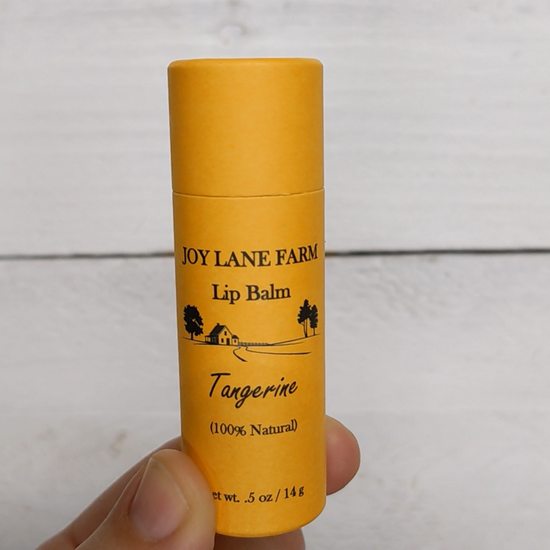 JOY LANE FARM
Lip Balm
Tangerine
(100% Natural)
et wt. .5 oz / 14 g